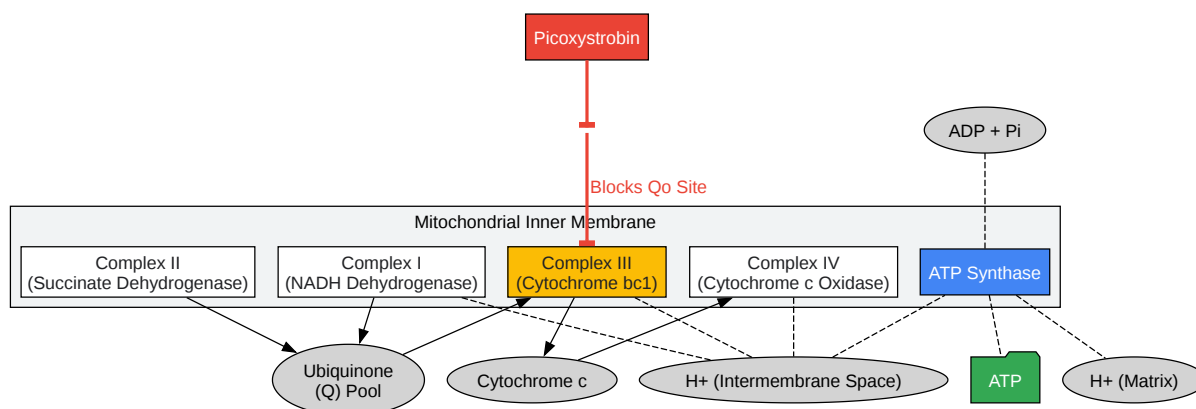 Picoxystrobin
ADP + Pi
Blocks Qo Site
Mitochondrial Inner Membrane
Complex II
(Succinate Dehydrogenase)
Complex I
(NADH Dehydrogenase)
Complex III
(Cytochrome bc1)
Complex IV
(Cytochrome c Oxidase)
ATP Synthase
Ubiquinone
(Q) Pool
Cytochrome c
H+ (Intermembrane Space)
ATP
H+ (Matrix)